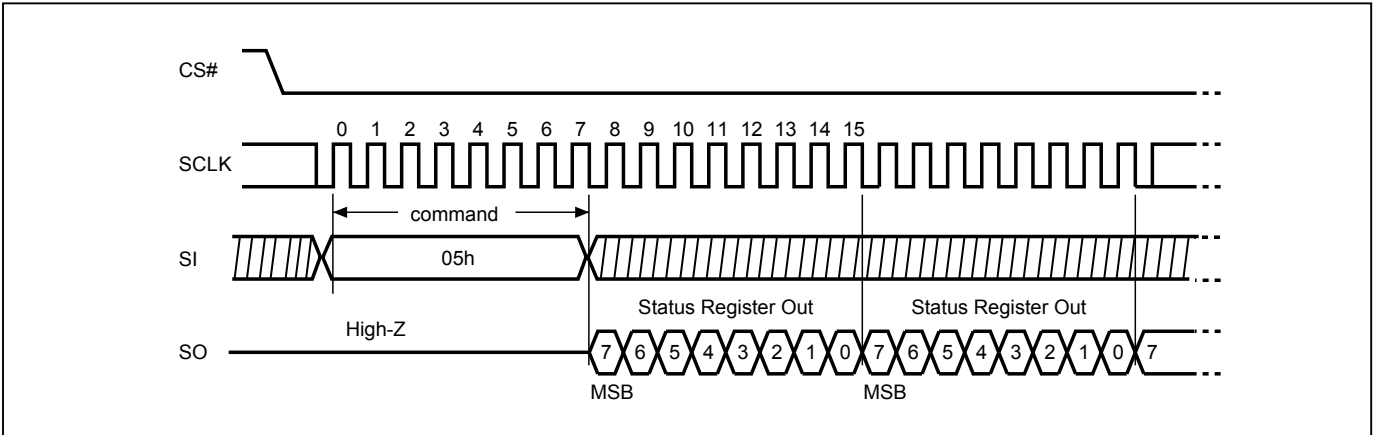 CS#
0 1 2 3 4 5 6 7 8 9 10 11 12 13 14 15
SCLK
command
SI
05h
Status Register Out Status Register Out
High-Z
SO
7 6 5 4 3 2 1 0 7 6 5 4 3 2 1 0 7
MSB MSB